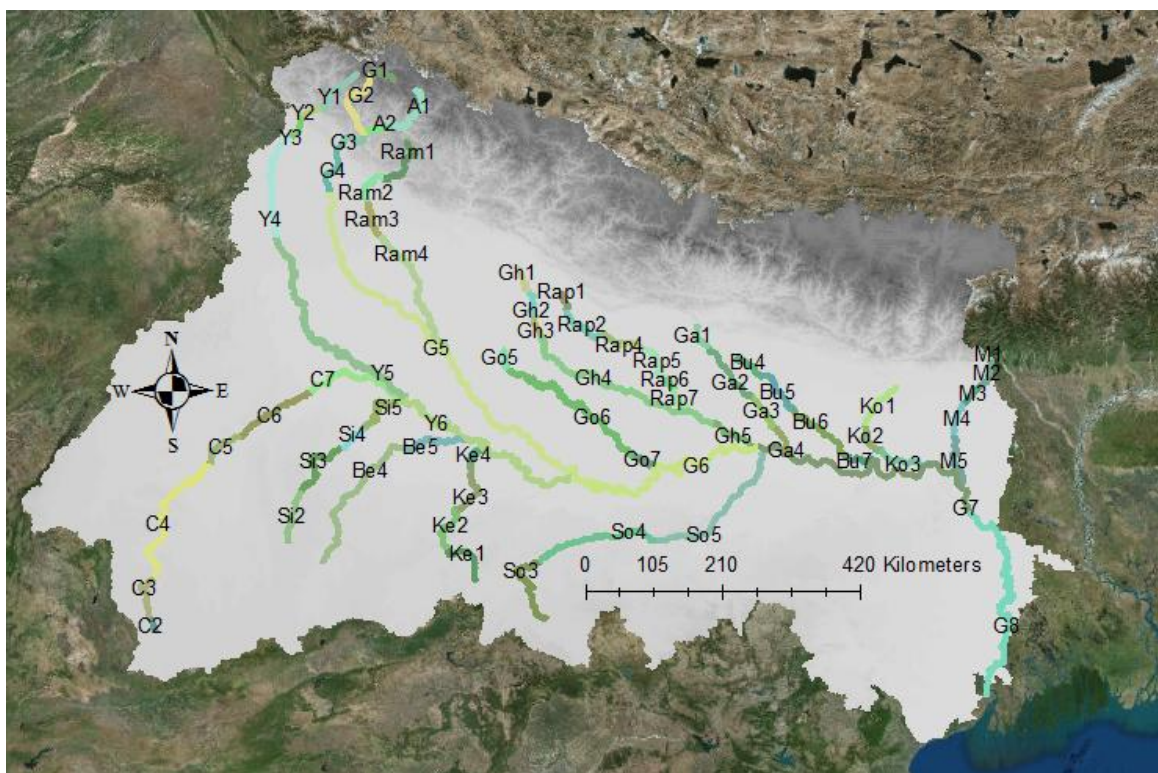 G1
Y1
G2
A1
Y2
A2
Y3
G3
Ram1
G4
Ram2
Y4
Ram3
Ram4
Gh1
Rap1
Gh2
Rap2
Gh3
Ga1
G5
Rap4
M1
Go5
Rap5
Bu4
M2
C7
Y5
Gh4
Rap6
Ga2
Bu5
M3
N
W
E
S
Rap7
Si5
C6
Go6
Ga3
Ko1
Y6
Bu6
M4
Si4
Gh5
Ko2
C5
Be5
Ke4
Ga4
Si3
Be4
Go7
G6
Bu7
Ko3
M5
Ke3
G7
Si2
C4
Ke2
So4
So5
Ke1
So3
0 105 210 420 Kilometers
C3
C2
G8